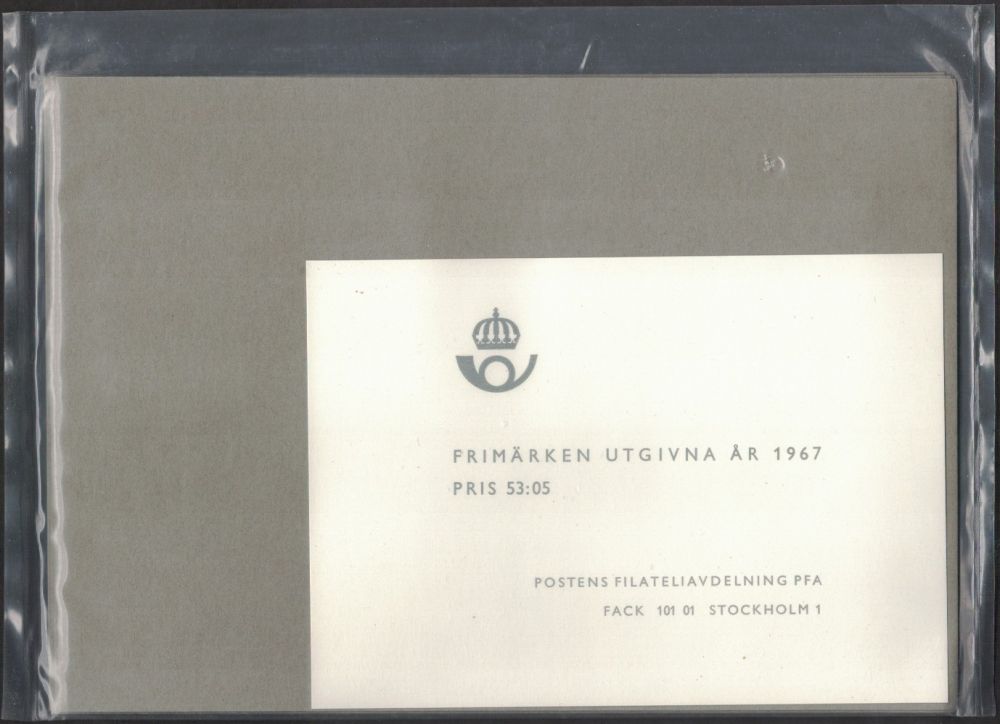 FRIMÄRKEN UTGIVNA ÅR 1967
PRIS 53:05
POSTENS FILATELIAVDELNING PFA
FACK 101 01 STOCKHOLM 1